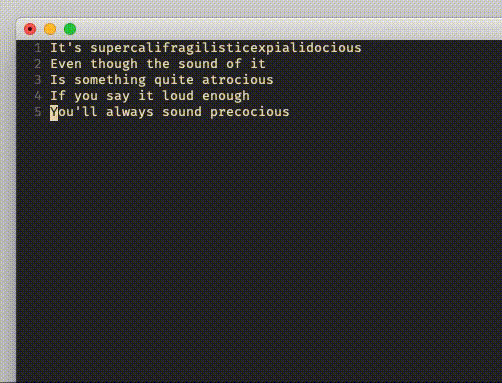 1 It's supercalifragilisticexpialidocious
2 Even though the sound of it
3 Is something quite atrocious
4 If you say it loud enough
5 You'll always sound precocious